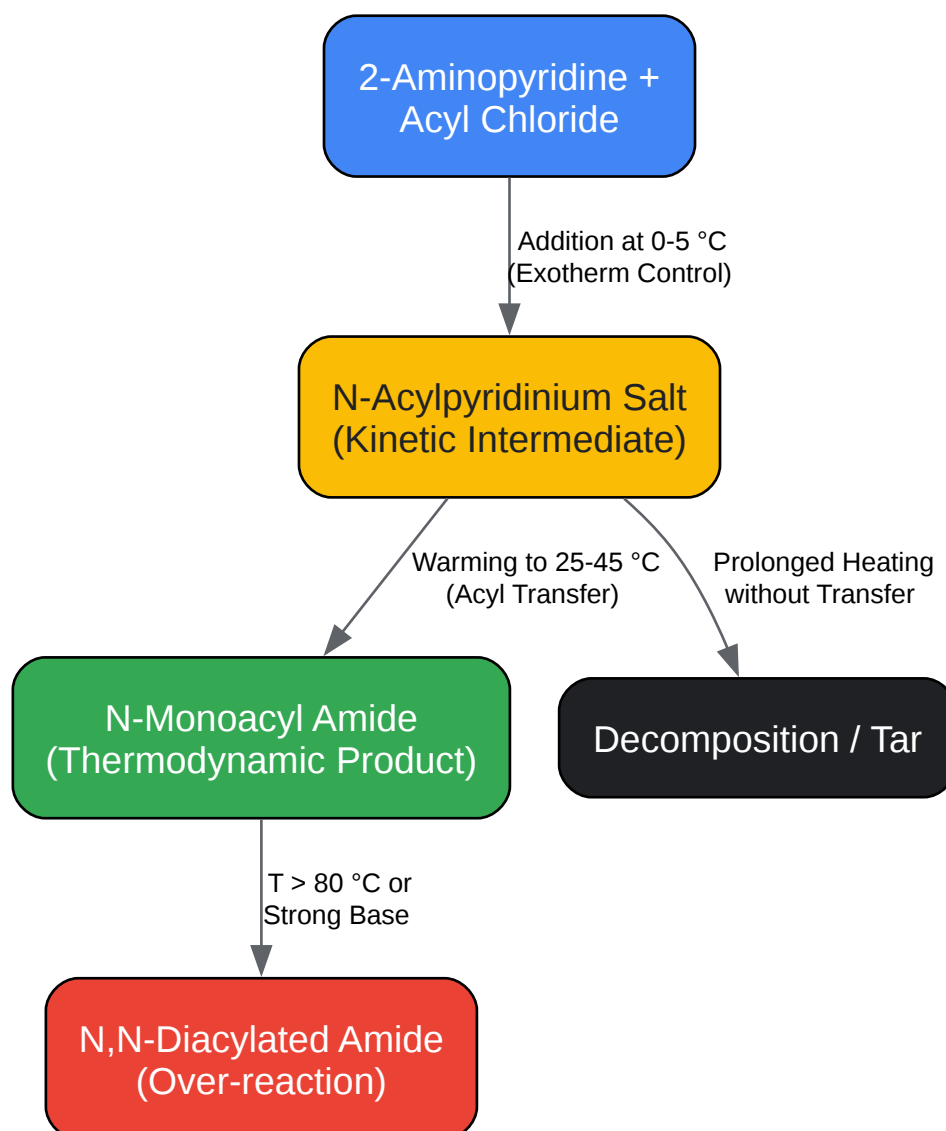 2-Aminopyridine +
Acyl Chloride
Addition at 0-5 °C
(Exotherm Control)
N-Acylpyridinium Salt
(Kinetic Intermediate)
Warming to 25-45 °C
(Acyl Transfer)
Prolonged Heating
without Transfer
N-Monoacyl Amide
(Thermodynamic Product)
Decomposition / Tar
T > 80 °C or
Strong Base
N,N-Diacylated Amide
(Over-reaction)